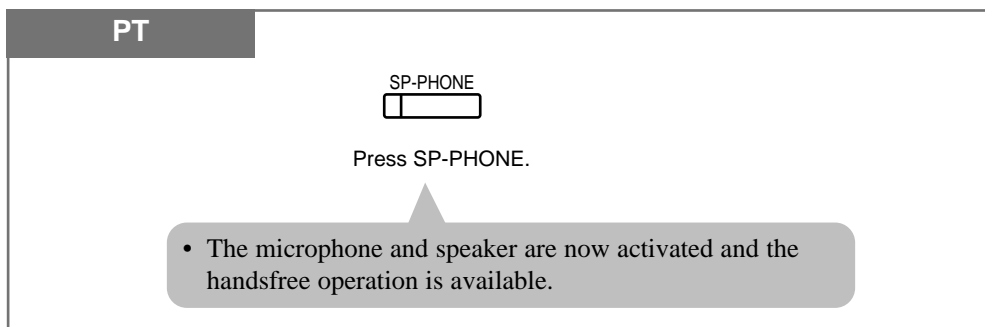 PT
SP-PHONE
Press SP-PHONE.
• The microphone and speaker are now activated and the
handsfree operation is available.